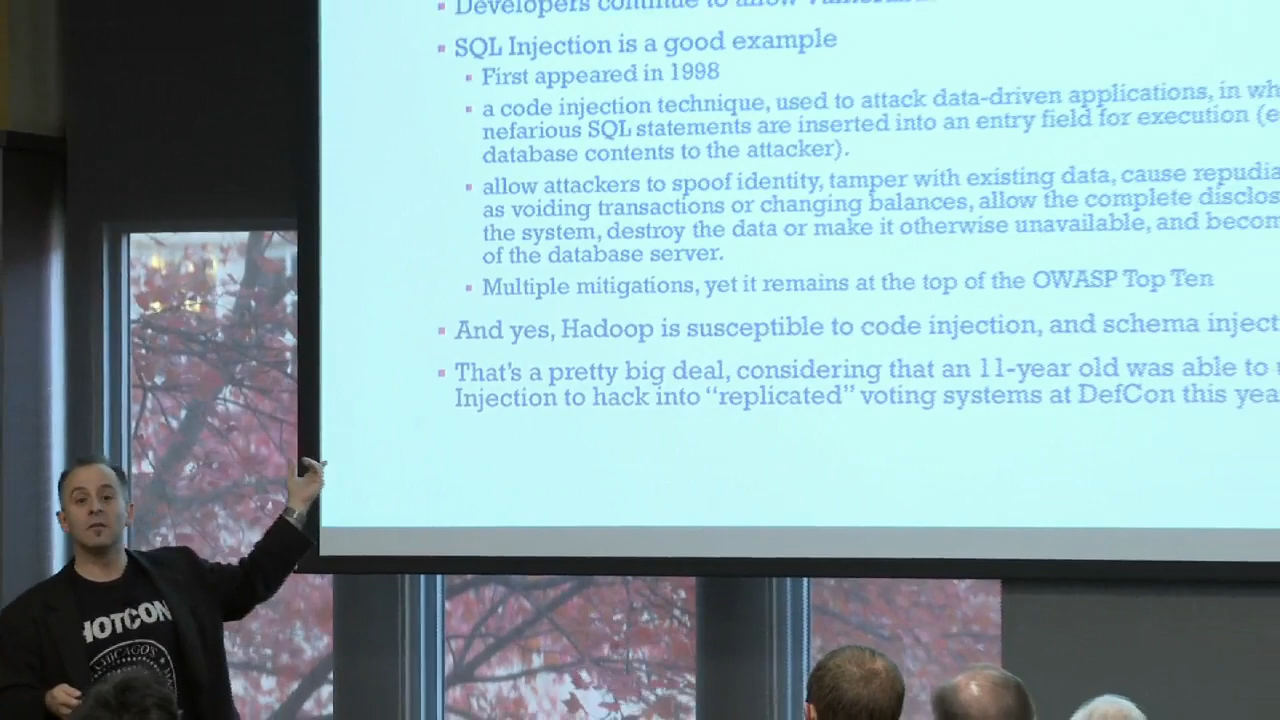 Developers continue to allow
SQL Injection is a good example
First appeared in 1998
a code injection technique, used to attack data-driven applications, in wh
nefarious SQL statements are inserted into an entry field for execution (e
database contents to the attacker).
allow attackers to spoof identity, tamper with existing data, cause repudia
as voiding transactions or changing balances, allow the complete disclos
the system, destroy the data or make it otherwise unavailable, and becom
of the database server.
Multiple mitigations, yet it remains at the top of the OWASP Top Ten
And yes, Hadoop is susceptible to code injection, and schema inject
That's a pretty big deal, considering that an 11-year old was able to
Injection to hack into “replicated” voting systems at DefCon this yea
HOTCON
CHICAGO'S